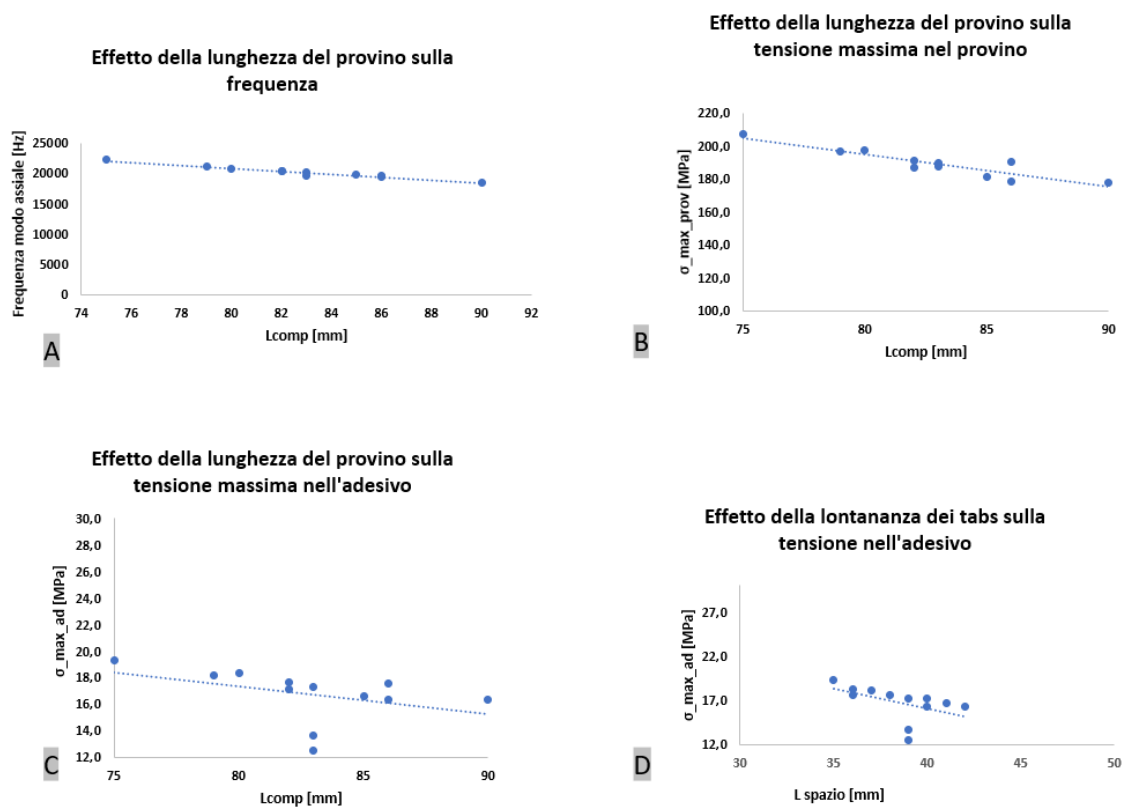 Effetto della lunghezza del provino sulla
frequenza
Frequenza modo assiale [Hz]
25000
20000
15000
10000
5000
0
74 76 78 80 82 84 86 88 90 92
Lcomp [mm]
A
Effetto della lunghezza del provino sulla
tensione massima nel provino
σ_max_prov [MPa]
220,0
200,0
180,0
160,0
140,0
120,0
100,0
75 80 85 90
Lcomp [mm]
B
Effetto della lunghezza del provino sulla
tensione massima nell'adesivo
σ_max_ad [MPa]
30,0
28,0
26,0
24,0
22,0
20,0
18,0
16,0
14,0
12,0
75 80 85 90
Lcomp [mm]
C
Effetto della lontananza dei tabs sulla
tensione nell'adesivo
σ_max_ad [MPa]
27,0
22,0
17,0
12,0
30 35 40 45 50
L spazio [mm]
D